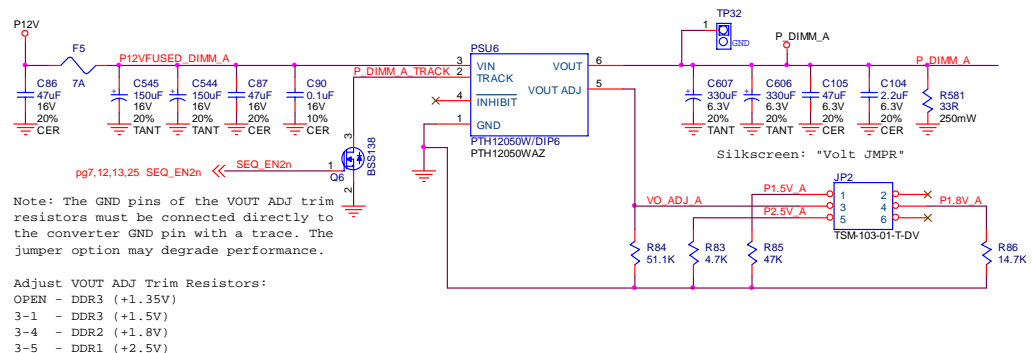 P12V
F5
7A
P12VFUSED_DIMM_A
C86
47uF
16V
20%
CER
C545
150uF
16V
20%
TANT
C544
150uF
16V
20%
TANT
C87
47uF
16V
20%
CER
C90
0.1uF
16V
10%
CER
P_DIMM_A_TRACK
PSU6
3 VIN
2 TRACK
4 INHIBIT
1 GND
VOUT 6
VOUT ADJ 5
PTH12050W/DIP6
PTH12050WAZ
TP32
1
GND
P_DIMM_A
P_DIMM_A
C607
330uF
6.3V
20%
TANT
C606
330uF
6.3V
20%
TANT
C105
47uF
6.3V
20%
CER
C104
2.2uF
6.3V
20%
CER
R581
33R
250mW
Silkscreen: "Volt JMPR"
pg7,12,13,25 SEQ_EN2n
SEQ_EN2n
1
3
2
Q6
BSS138
JP2
P1.5V_A
VO_ADJ_A
P2.5V_A
P1.8V_A
1 2
3 4
5 6
TSM-103-01-T-DV
R84
51.1K
R83
4.7K
R85
47K
R86
14.7K
Note: The GND pins of the VOUT ADJ trim
resistors must be connected directly to
the converter GND pin with a trace. The
jumper option may degrade performance.
Adjust VOUT ADJ Trim Resistors:
OPEN - DDR3 (+1.35V)
3-1 - DDR3 (+1.5V)
3-4 - DDR2 (+1.8V)
3-5 - DDR1 (+2.5V)